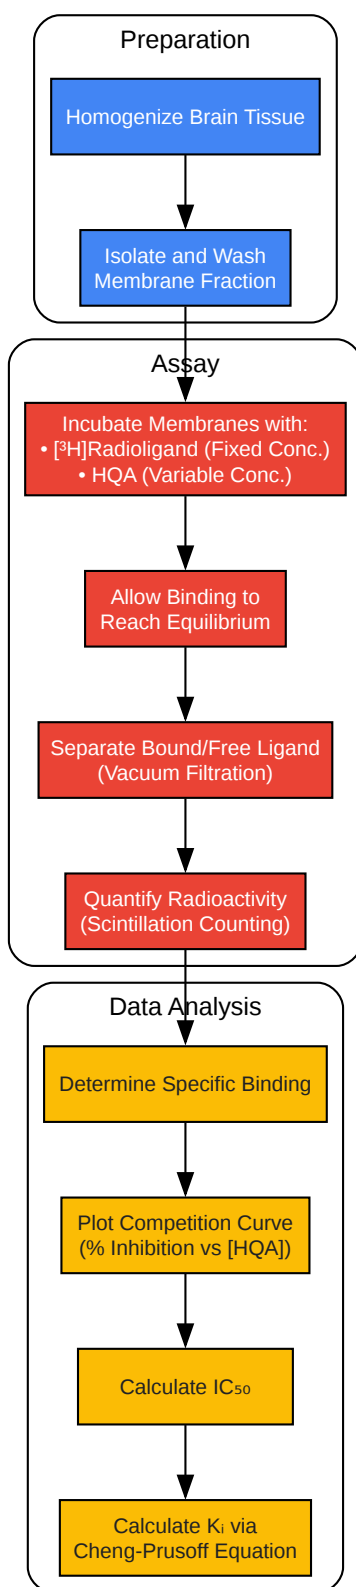 Preparation
Homogenize Brain Tissue
Isolate and Wash
Membrane Fraction
Assay
Incubate Membranes with:
• [³H]Radioligand (Fixed Conc.)
• HQA (Variable Conc.)
Allow Binding to
Reach Equilibrium
Separate Bound/Free Ligand
(Vacuum Filtration)
Quantify Radioactivity
(Scintillation Counting)
Data Analysis
Determine Specific Binding
Plot Competition Curve
(% Inhibition vs [HQA])
Calculate IC₅₀
Calculate Kᵢ via
Cheng-Prusoff Equation